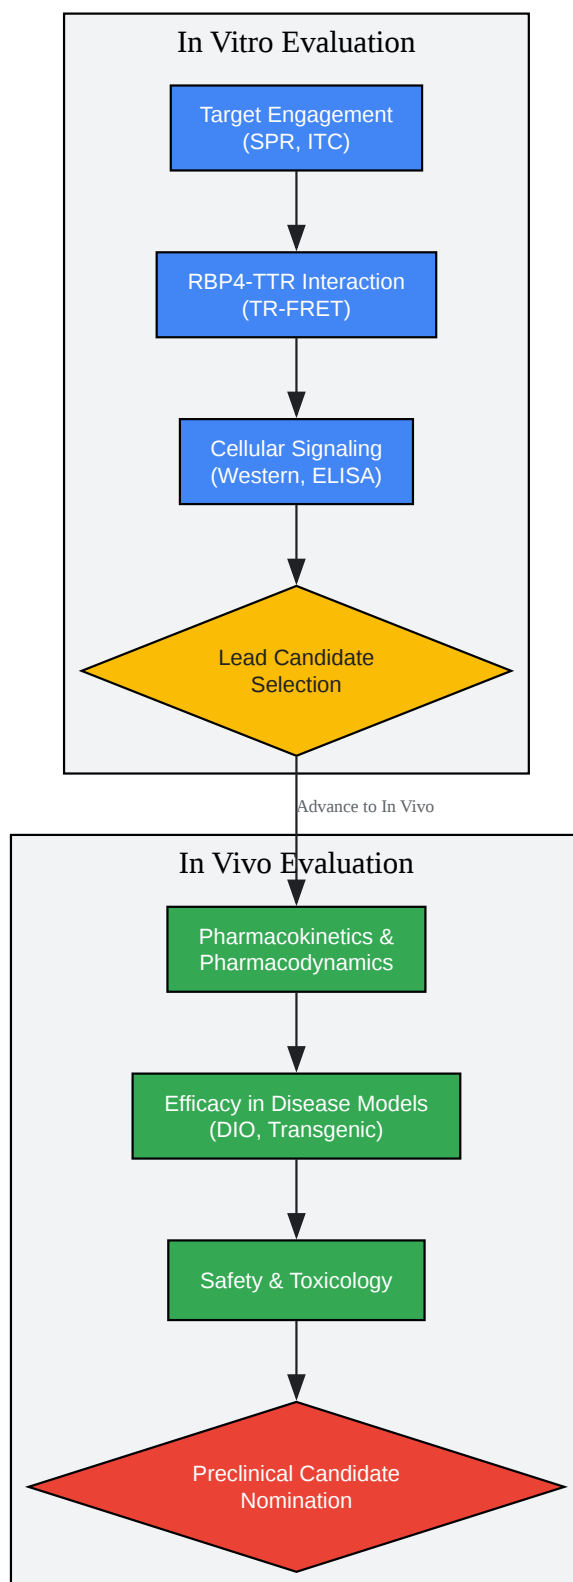 In Vitro Evaluation
Target Engagement
(SPR, ITC)
RBP4-TTR Interaction
(TR-FRET)
Cellular Signaling
(Western, ELISA)
Lead Candidate
Selection
Advance to In Vivo
In Vivo Evaluation
Pharmacokinetics &
Pharmacodynamics
Efficacy in Disease Models
(DIO, Transgenic)
Safety & Toxicology
Preclinical Candidate
Nomination